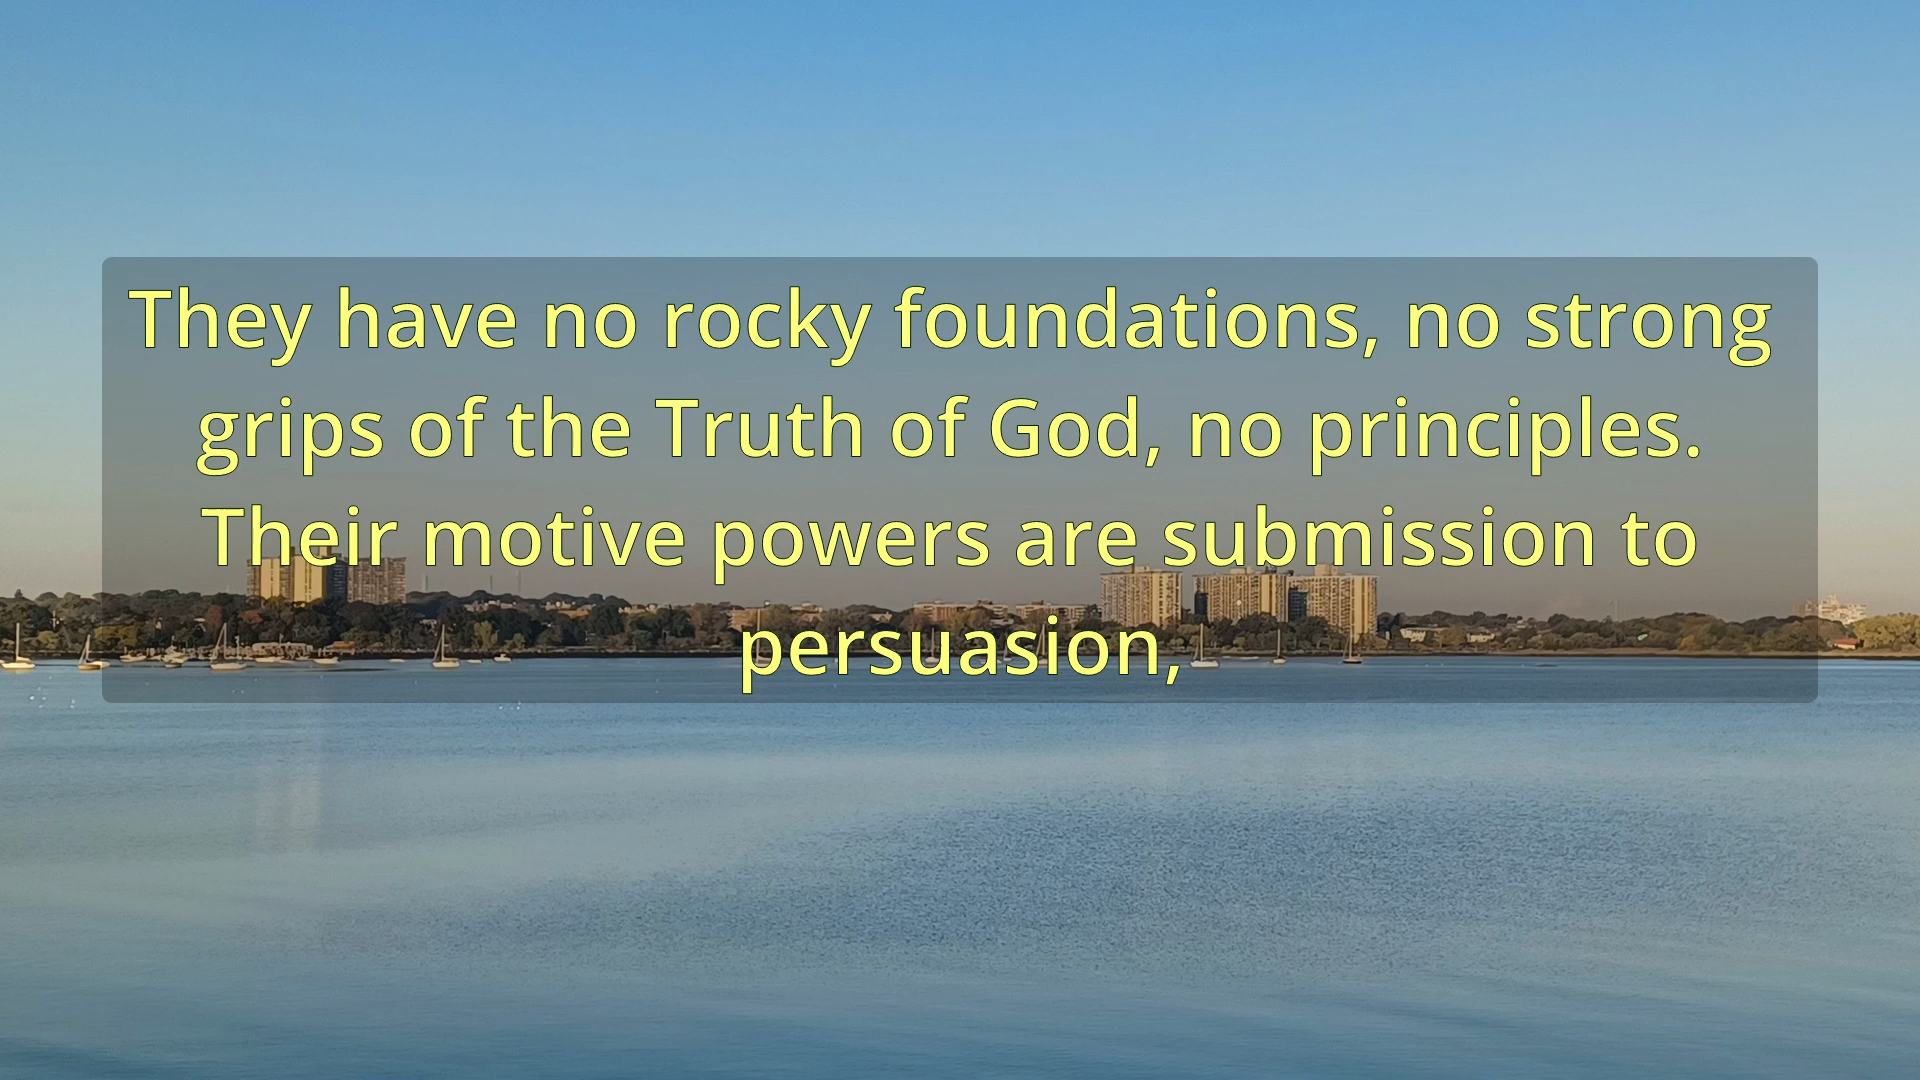 They have no rocky foundations, no strong
grips of the Truth of God, no principles.
Their motive powers are submission to
persuasion,